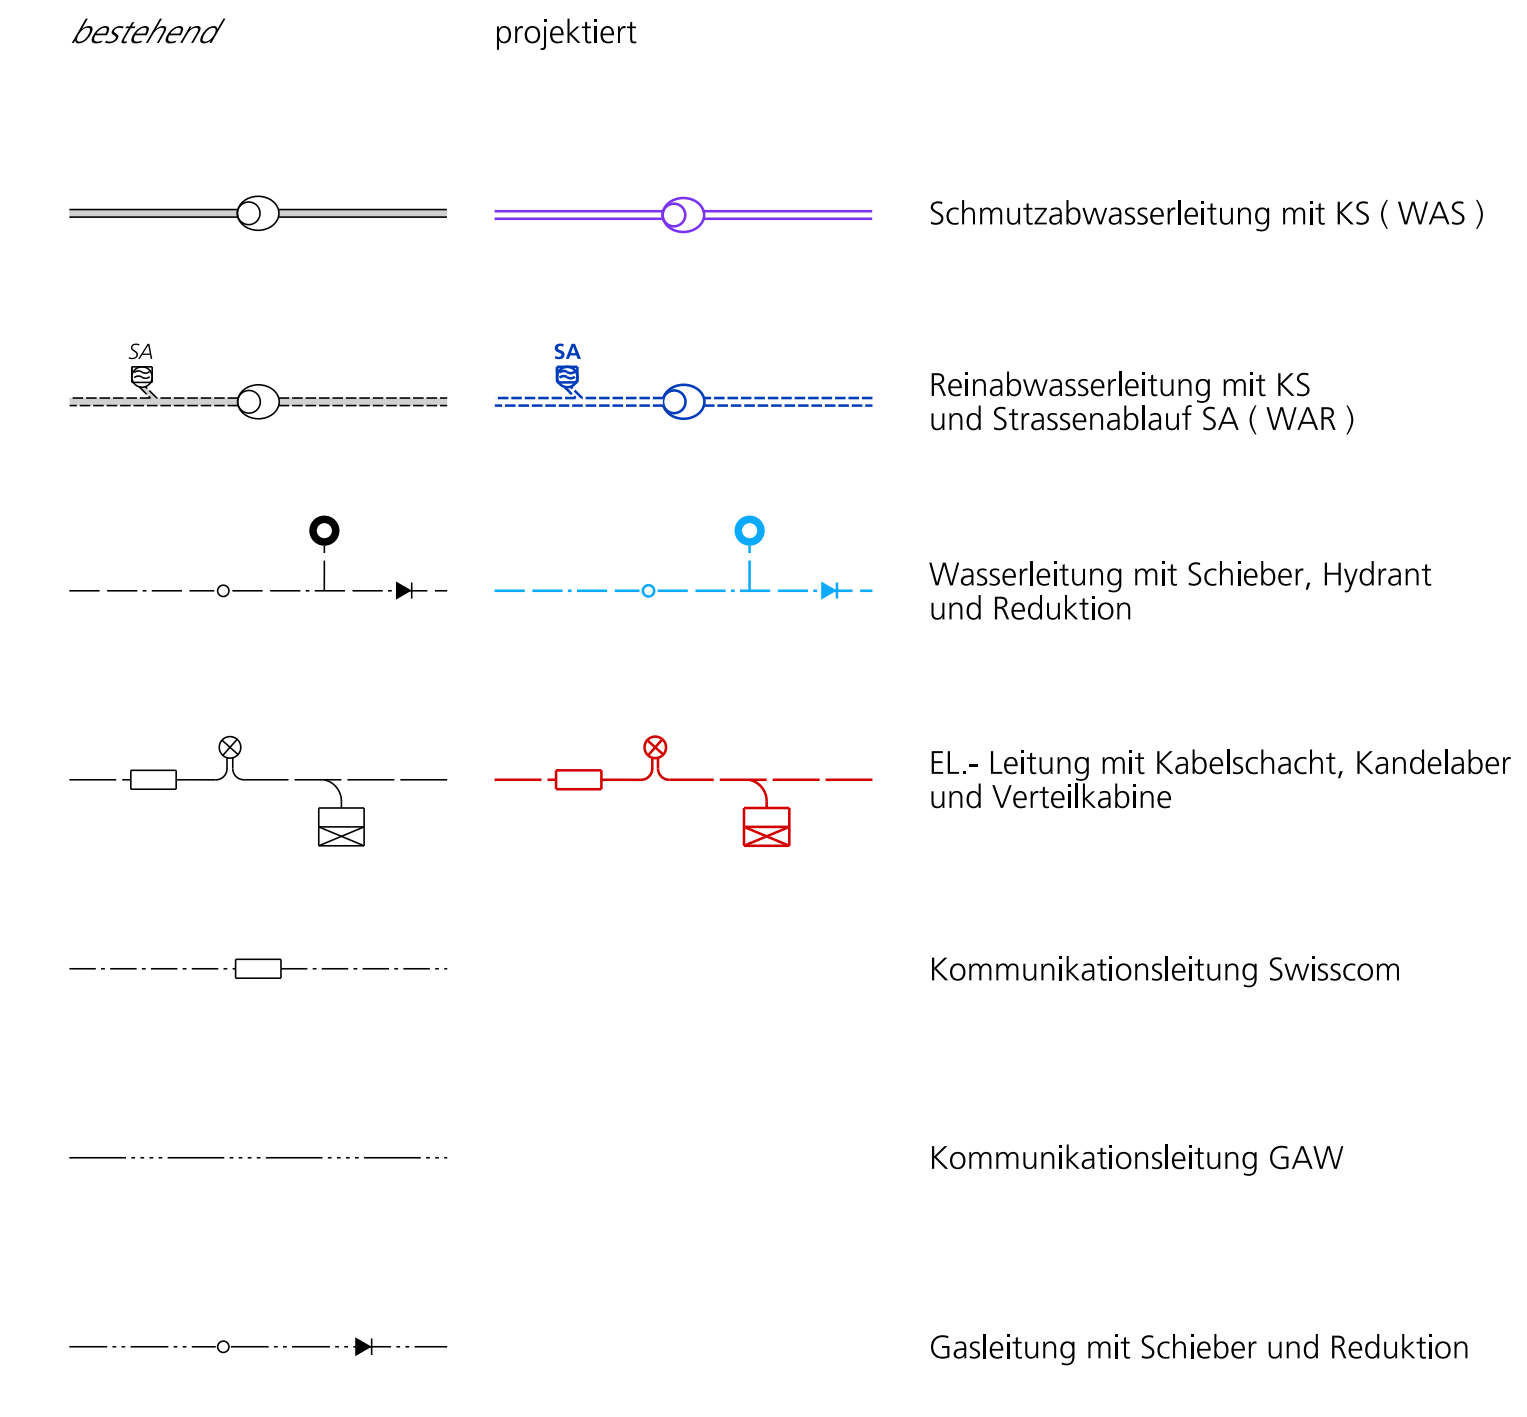 bestehend projektiert
Schmutzabwasserleitung mit KS ( WAS )
SA SA
Reinabwasserleitung mit KS
und Strassenablauf SA ( WAR )
Wasserleitung mit Schieber, Hydrant
und Reduktion
EL.- Leitung mit Kabelschacht, Kandelaber
und Verteilkabine
Kommunikationsleitung Swisscom
Kommunikationsleitung GAW
Gasleitung mit Schieber und Reduktion